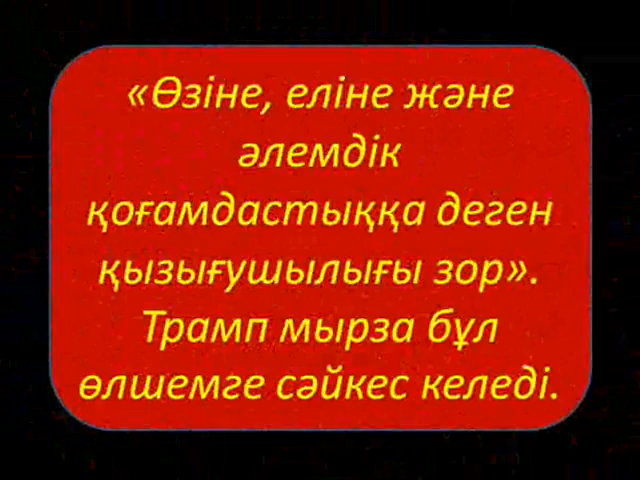 «Өзіне, еліне және
әлемдік
қоғамдастыққа деген
қызығушылығы зор».
Трамп мырза бұл
өлшемге сәйкес келеді.